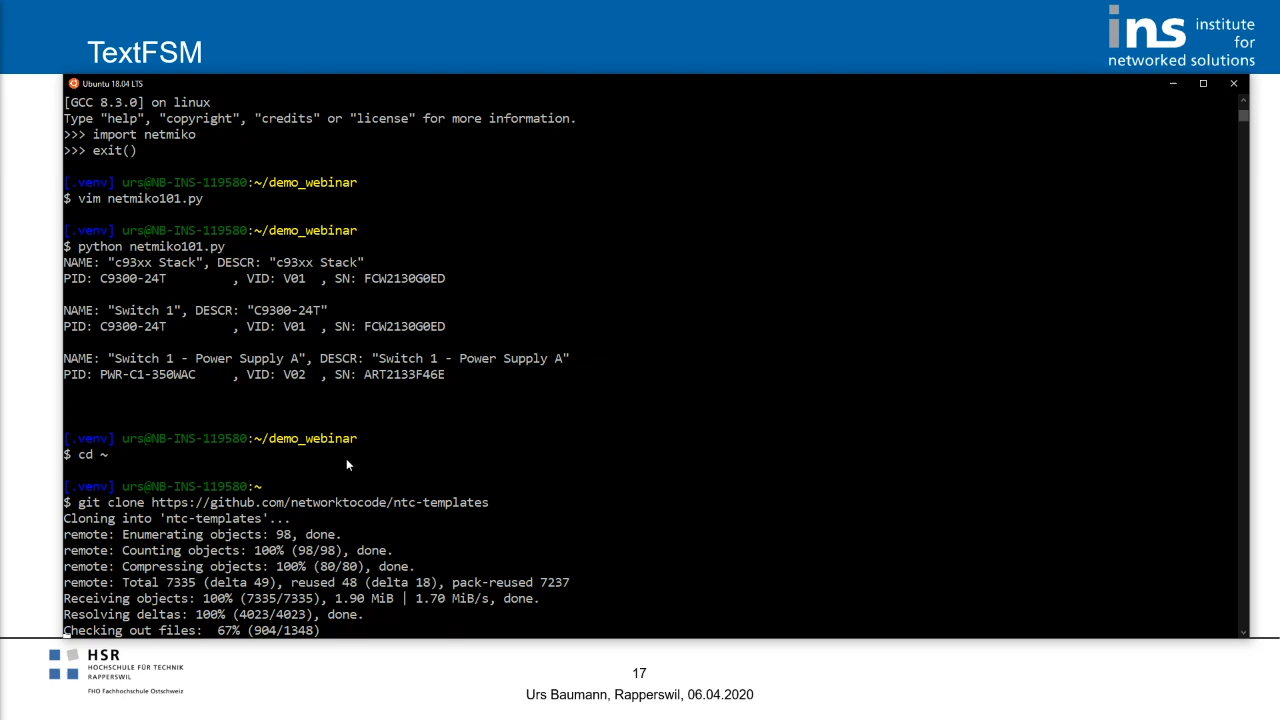 TextFSM
ins institute
for
networked solutions
Ubuntu 18.04 LTS
[GCC 8.3.0] on linux
Type "help", "copyright", "credits" or "license" for more information.
>>> import netmiko
>>> exit()
[.venv] urs@NB-INS-119580:~/demo_webinar
$ vim netmiko101.py
[.venv] urs@NB-INS-119580:~/demo_webinar
$ python netmiko101.py
NAME: "c93xx Stack", DESCR: "c93xx Stack"
PID: C9300-24T         , VID: V01  , SN: FCW2130G0ED
NAME: "Switch 1", DESCR: "C9300-24T"
PID: C9300-24T         , VID: V01  , SN: FCW2130G0ED
NAME: "Switch 1 - Power Supply A", DESCR: "Switch 1 - Power Supply A"
PID: PWR-C1-350WAC     , VID: V02  , SN: ART2133F46E
[.venv] urs@NB-INS-119580:~/demo_webinar
$ cd ~
[.venv] urs@NB-INS-119580:~
$ git clone https://github.com/networktocode/ntc-templates
Cloning into 'ntc-templates'...
remote: Enumerating objects: 98, done.
remote: Counting objects: 100% (98/98), done.
remote: Compressing objects: 100% (80/80), done.
remote: Total 7335 (delta 49), reused 48 (delta 18), pack-reused 7237
Receiving objects: 100% (7335/7335), 1.90 MiB | 1.70 MiB/s, done.
Resolving deltas: 100% (4023/4023), done.
Checking out files:  67% (904/1348)
HSR
HOCHSCHULE FÜR TECHNIK
RAPPERSWIL
FHO Fachhochschule Ostschweiz
17
Urs Baumann, Rapperswil, 06.04.2020